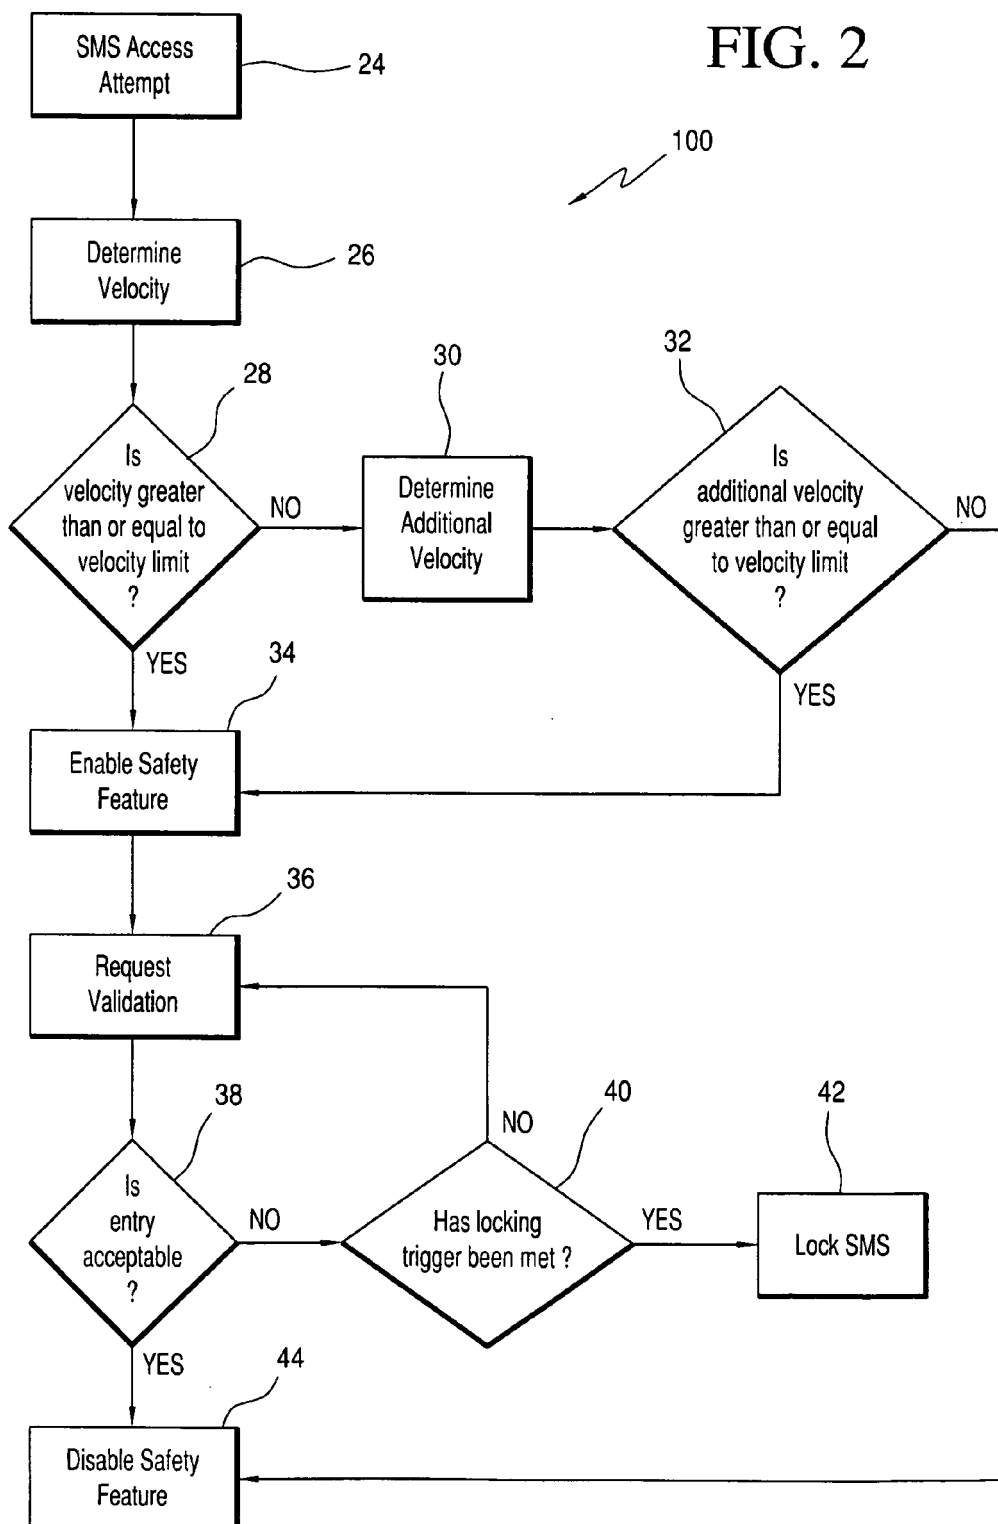 FIG. 2
SMS Access
Attempt
24
100
Determine
Velocity
26
28
Is
velocity greater
than or equal to
velocity limit
?
NO
YES
30
Determine
Additional
Velocity
32
Is
additional velocity
greater than or equal
to velocity limit
?
NO
YES
34
Enable Safety
Feature
36
Request
Validation
38
Is
entry
acceptable
?
NO
YES
40
NO
Has locking
trigger been met ?
YES
42
Lock SMS
44
Disable Safety
Feature